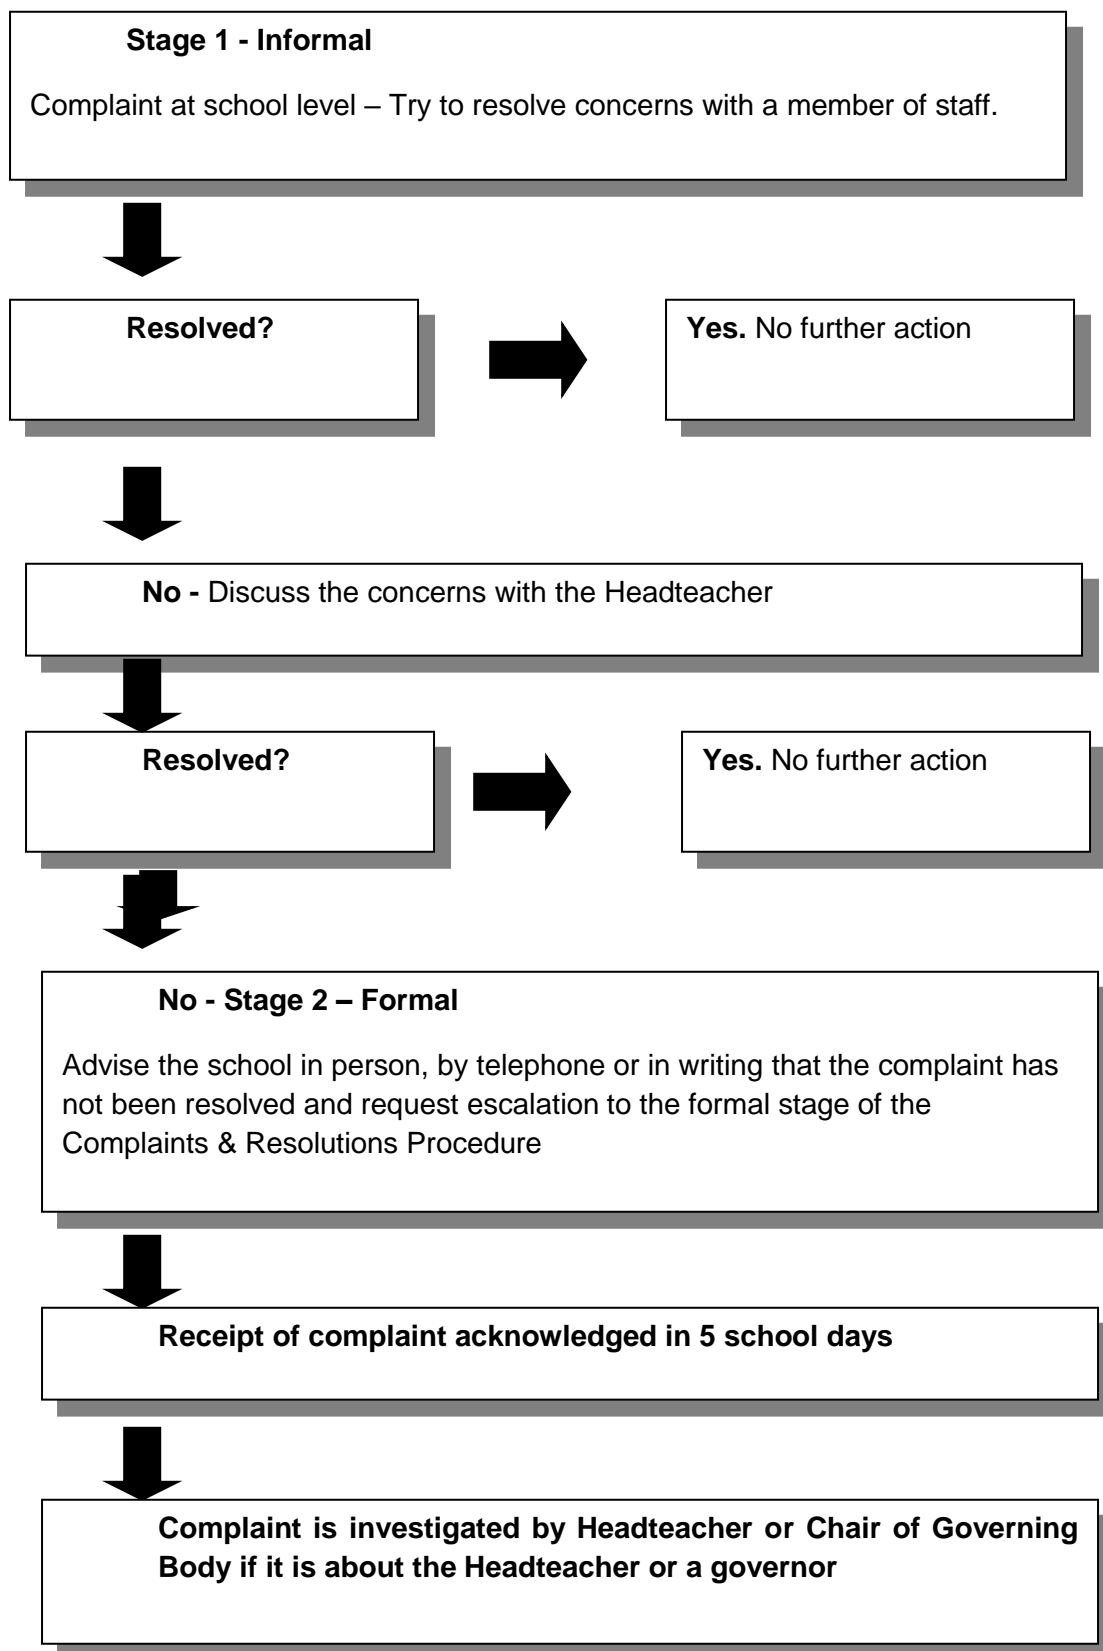 Stage 1 - Informal
Complaint at school level – Try to resolve concerns with a member of staff.
Resolved?
Yes. No further action
No - Discuss the concerns with the Headteacher
Resolved?
Yes. No further action
No - Stage 2 – Formal
Advise the school in person, by telephone or in writing that the complaint has
not been resolved and request escalation to the formal stage of the
Complaints & Resolutions Procedure
Receipt of complaint acknowledged in 5 school days
Complaint is investigated by Headteacher or Chair of Governing
Body if it is about the Headteacher or a governor